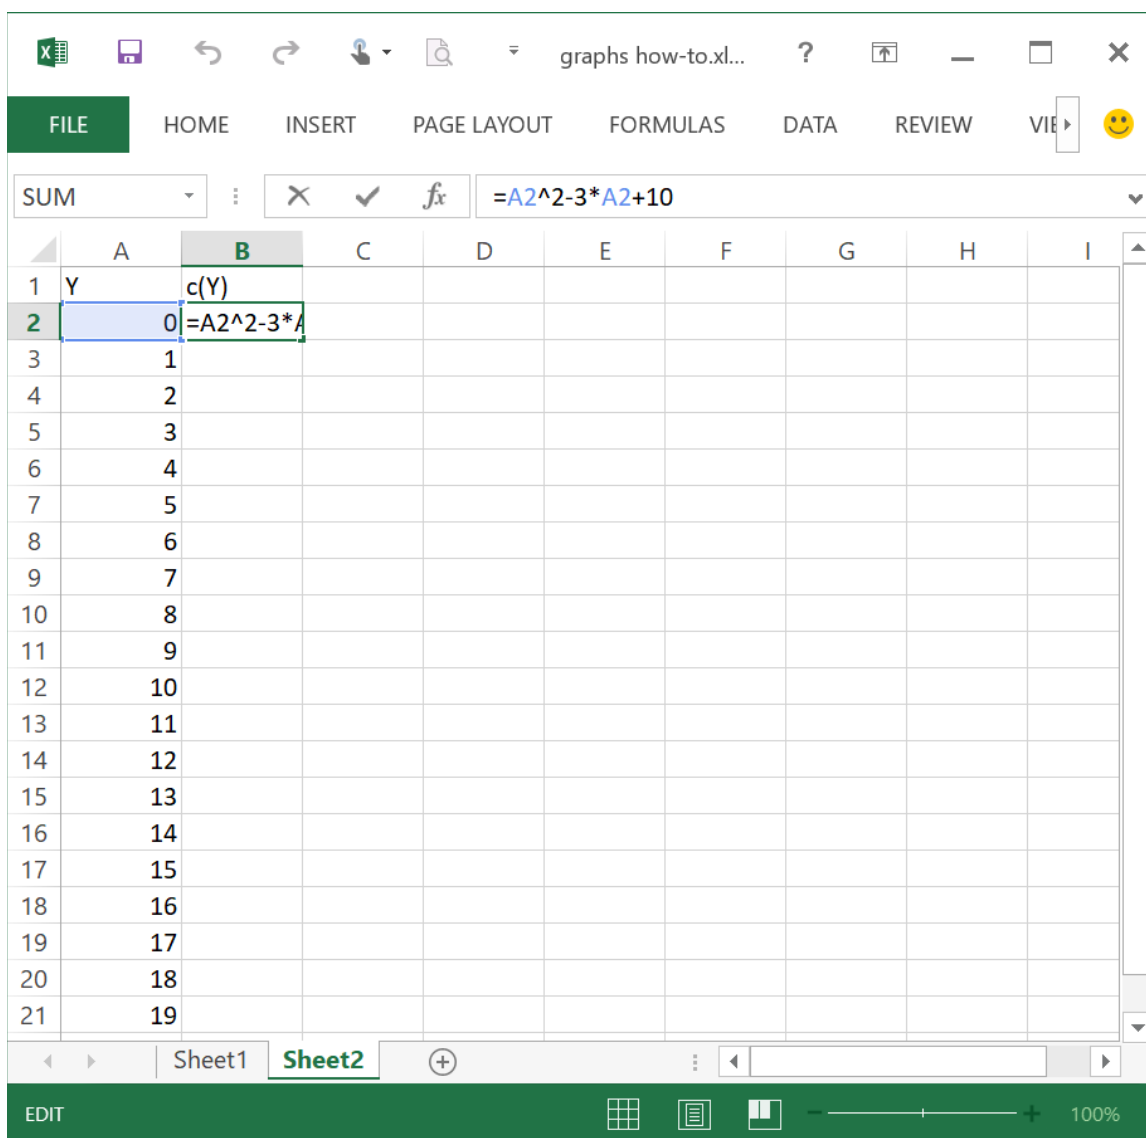 graphs how-to.xl... ?
FILE HOME INSERT PAGE LAYOUT FORMULAS DATA REVIEW VIE
SUM fx =A2^2-3*A2+10
A B C D E F G H I
1 Y c(Y)
2 0 =A2^2-3*A
3 1
4 2
5 3
6 4
7 5
8 6
9 7
10 8
11 9
12 10
13 11
14 12
15 13
16 14
17 15
18 16
19 17
20 18
21 19
Sheet1 Sheet2
EDIT 100%